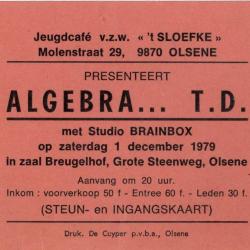 Jeugdcafé v.z.w. « 't SLOEFKE »
Molenstraat 29, 9870 OLSENE
PRESENTEERT
ALGEBRA... T.D.
met Studio BRAINBOX
op zaterdag 1 december 1979
in zaal Breugelhof, Grote Steenweg, Olsene
Aanvang om 20 uur.
Inkom : voorverkoop 50 f - Entree 60 f. - Leden 30 f.
(STEUN- en INGANGSKAART)
Druk. De Cuyper p.v.b.a., Olsene